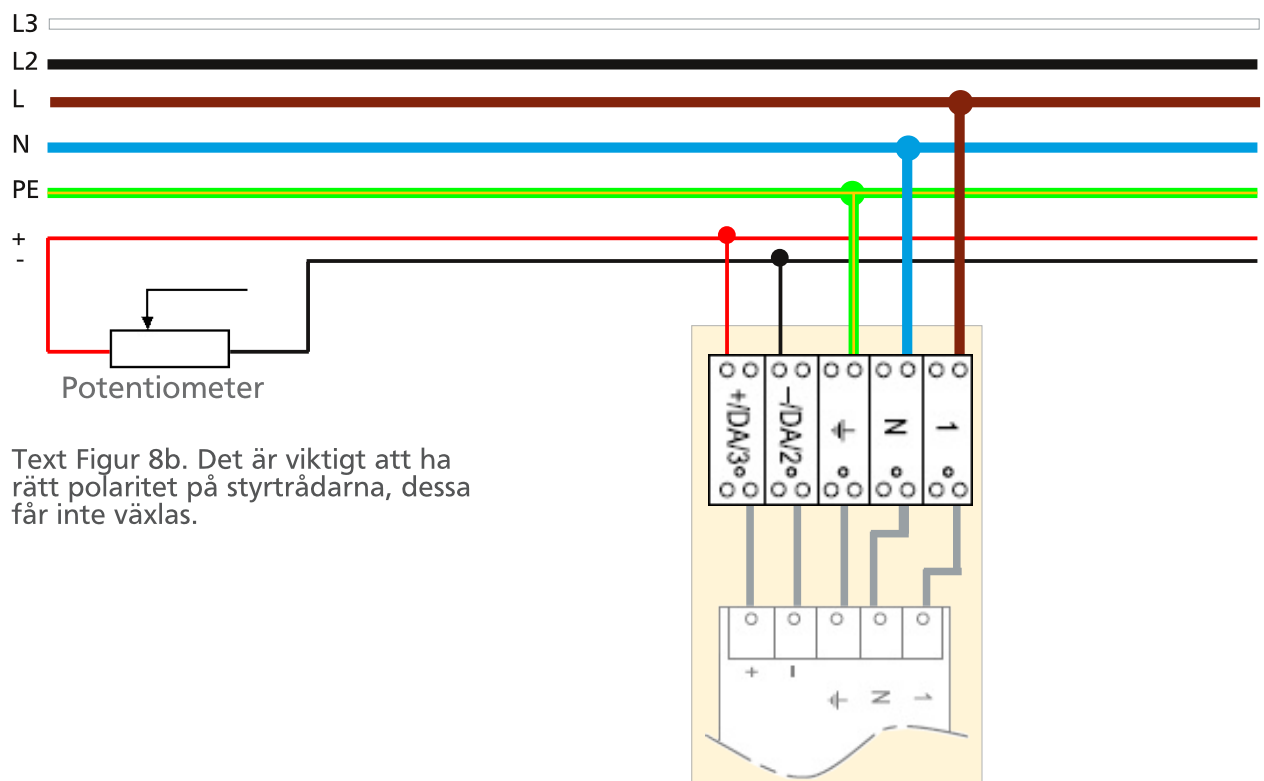 L3
L2
L
N
PE
+
-
Potentiometer
Text Figur 8b. Det är viktigt att ha
rätt polaritet på styrtrådarna, dessa
får inte växlas.
+/DA/3
–/DA/2
N
1
+
–
N
1